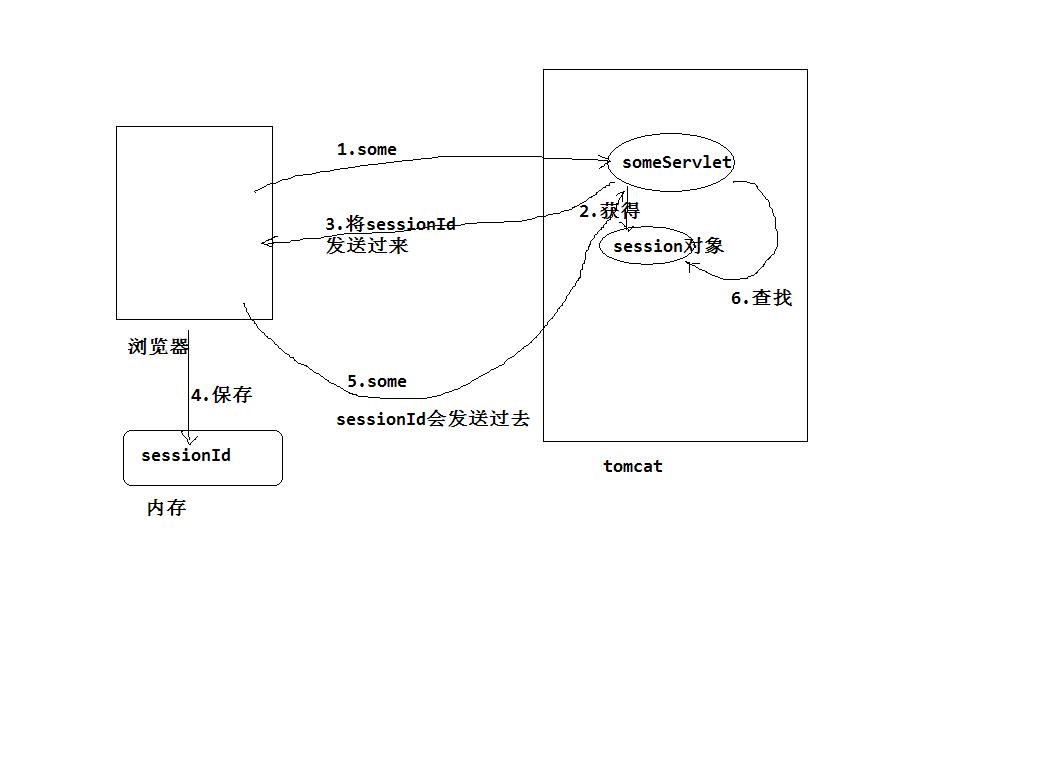 1.some
someServlet
2.获得
3.将sessionId
发送过来
session对象
6.查找
浏览器
5.some
4.保存
sessionId会发送过去
sessionId
tomcat
内存